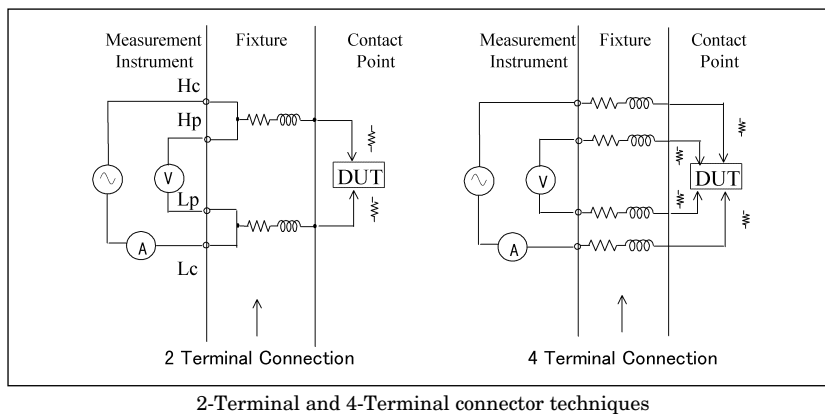 Measurement
Instrument
Fixture
Contact
Point
Hc
Hp
V
Lp
A
Lc
DUT
2 Terminal Connection
Measurement
Instrument
Fixture
Contact
Point
V
A
DUT
4 Terminal Connection
2-Terminal and 4-Terminal connector techniques